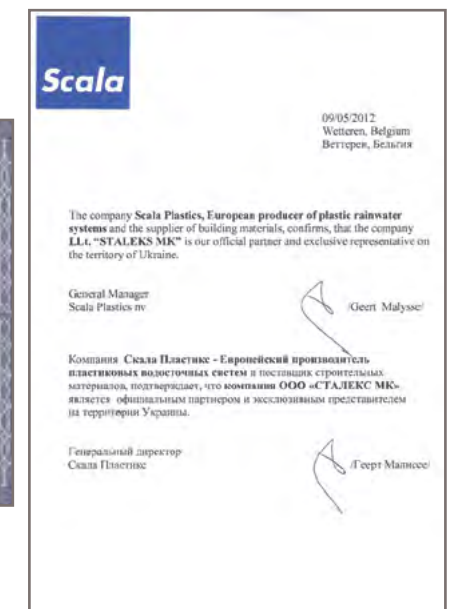 Scala
09/05/2012
Wetteren, Belgium
Веттерен, Бельгия
The company Scala Plastics, European producer of plastic rainwater
systems and the supplier of building materials, confirms, that the company
LLt. "STALEKS MK" is our official partner and exclusive representative on
the territory of Ukraine.
General Manager
Scala Plastics nv
/Geert Malysse/
Компания Скала Пластикс - Европейский производитель
пластиковых водосточных систем и поставщик строительных
материалов, подтверждает, что компания ООО «СТАЛЕКС МК»
является официальным партнером и эксклюзивным представителем
на территории Украины.
Генеральный директор
Скала Пластикс
/Геерт Малиссе/